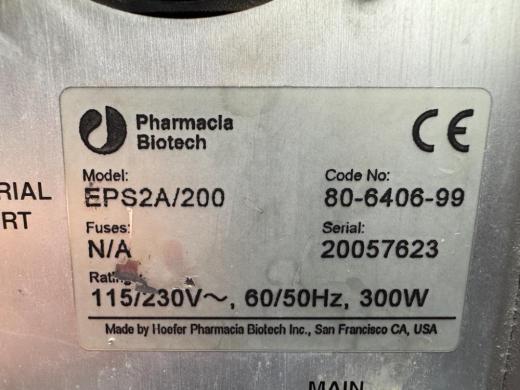 Pharmacia
Biotech
CE
Model:
EPS2A/200
Code No:
80-6406-99
Fuses:
N/A
Serial:
20057623
115/230V~, 60/50Hz, 300W
Made by Hoefer Pharmacia Biotech Inc., San Francisco CA, USA
RIAL
RT
MAIN